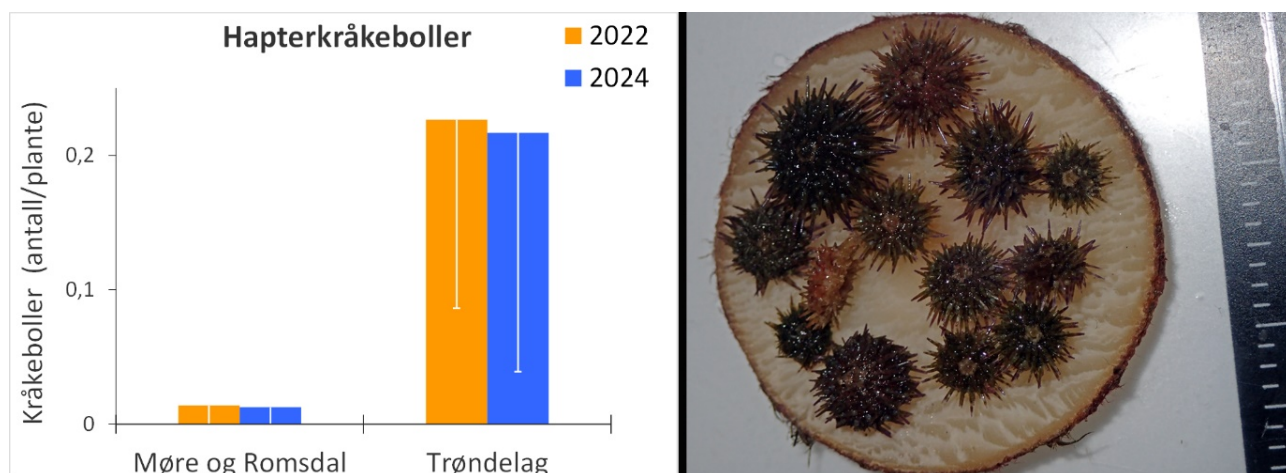 Hapterkråkeboller
2022
2024
Kråkeboller (antall/plante)
0,2
0,1
0
Møre og Romsdal
Trøndelag